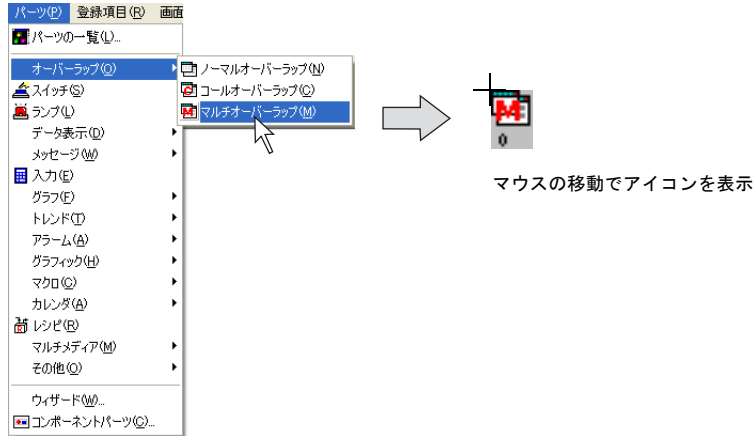 パーツ(P) 登録項目(R) 画面
パーツの一覧(L)...
オーバーラップ(O)
スイッチ(S)
ランプ(L)
データ表示(D)
メッセージ(W)
入力(E)
グラフ(F)
トレンド(T)
アラーム(A)
グラフィック(H)
マクロ(C)
カレンダ(A)
レシピ(R)
マルチメディア(M)
その他(O)
ウィザード(W)...
コンポーネントパーツ(C)...
ノーマルオーバーラップ(N)
コールオーバーラップ(C)
マルチオーバーラップ(M)
M
0
マウスの移動でアイコンを表示